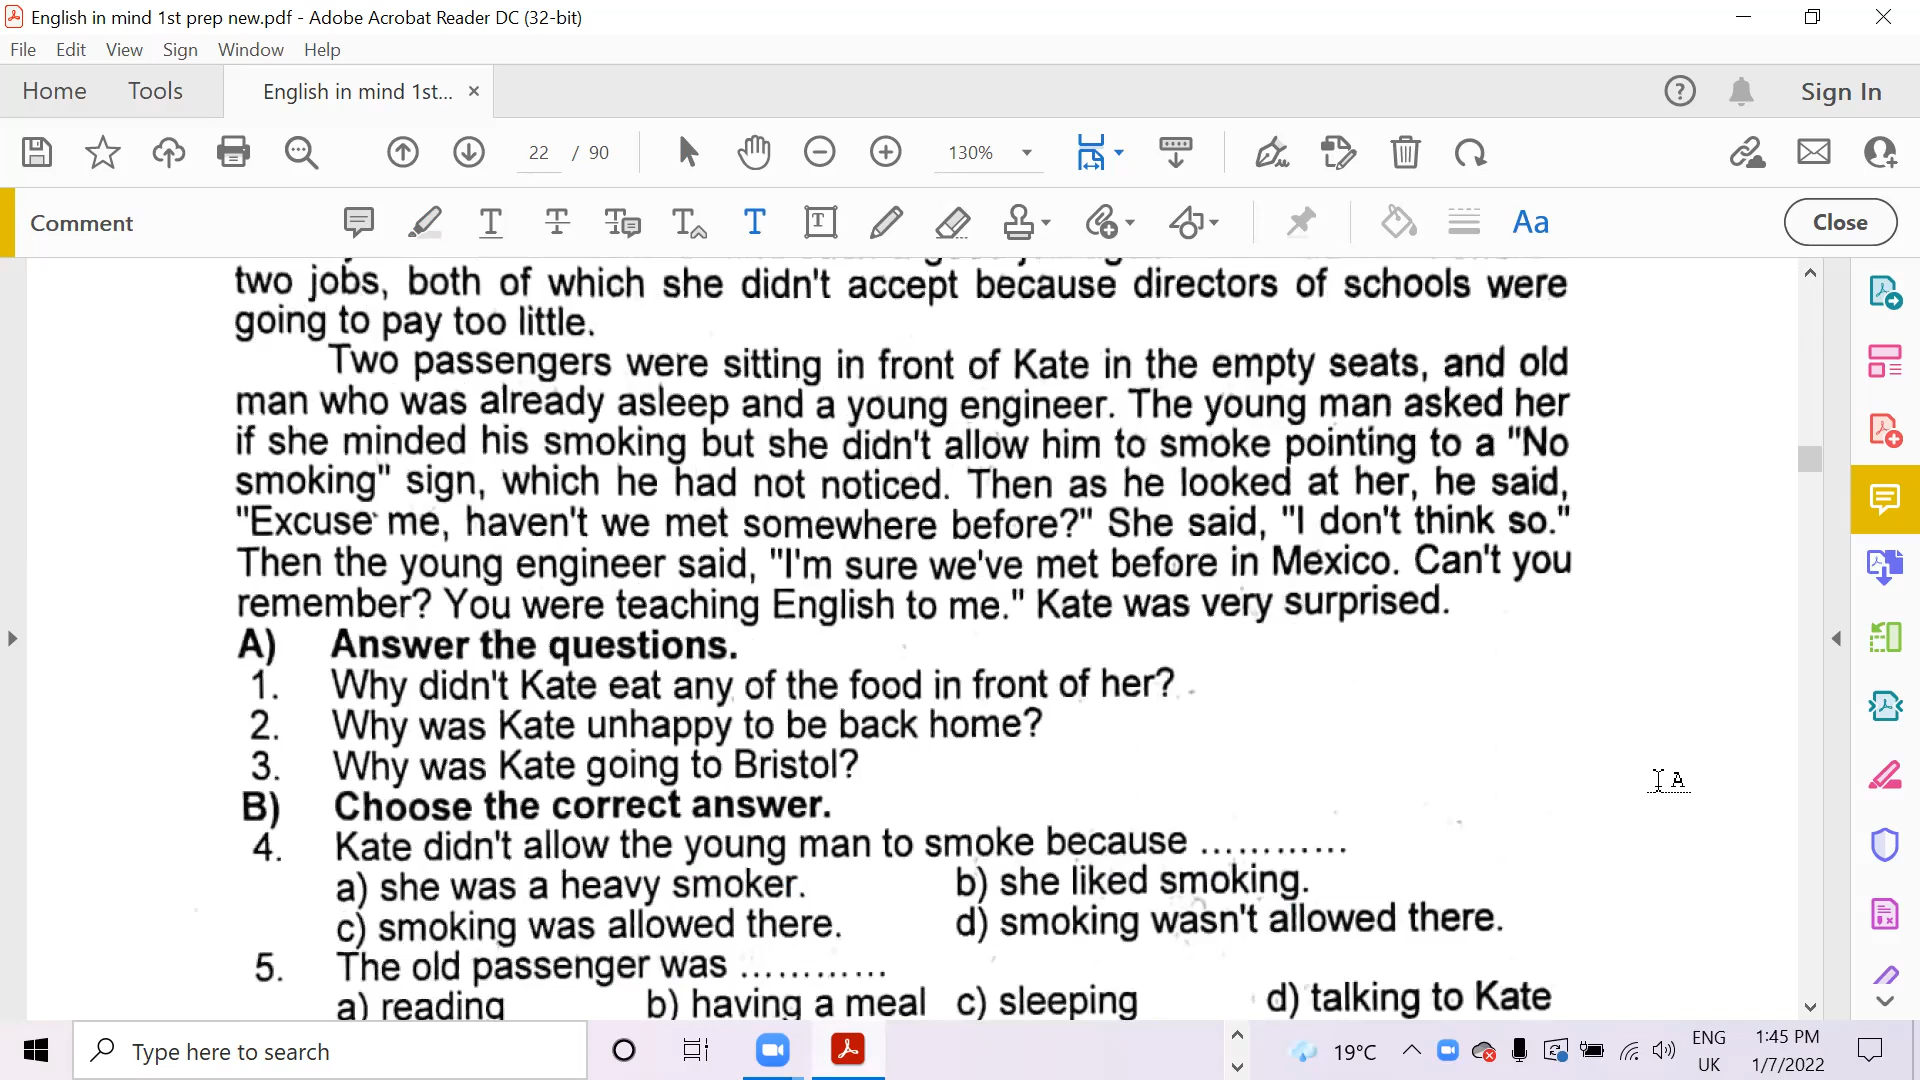 English in mind 1st prep new.pdf - Adobe Acrobat Reader DC (32-bit)
File Edit View Sign Window Help
Home Tools English in mind 1st... × Sign In
22 / 90 130%
Comment Close
two jobs, both of which she didn't accept because directors of schools were
going to pay too little.
Two passengers were sitting in front of Kate in the empty seats, and old
man who was already asleep and a young engineer. The young man asked her
if she minded his smoking but she didn't allow him to smoke pointing to a "No
smoking" sign, which he had not noticed. Then as he looked at her, he said,
"Excuse me, haven't we met somewhere before?" She said, "I don't think so."
Then the young engineer said, "I'm sure we've met before in Mexico. Can't you
remember? You were teaching English to me." Kate was very surprised.
A) Answer the questions.
1. Why didn't Kate eat any of the food in front of her?
2. Why was Kate unhappy to be back home?
3. Why was Kate going to Bristol?
B) Choose the correct answer.
4. Kate didn't allow the young man to smoke because ............
a) she was a heavy smoker. b) she liked smoking.
c) smoking was allowed there. d) smoking wasn't allowed there.
5. The old passenger was ............
a) reading b) having a meal c) sleeping d) talking to Kate
Type here to search
19°C
ENG 1:45 PM
UK 1/7/2022